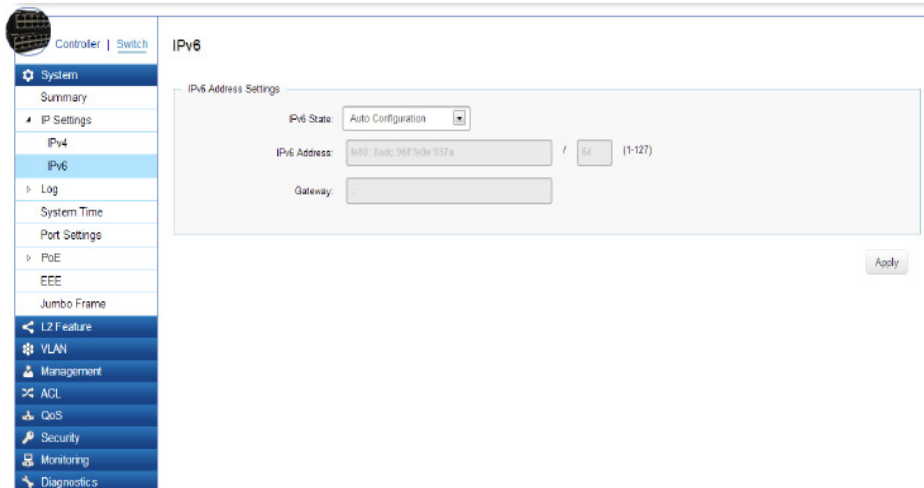 Controller | Switch
System
Summary
IP Settings
IPv4
IPv6
Log
System Time
Port Settings
PoE
EEE
Jumbo Frame
L2 Feature
VLAN
Management
ACL
QoS
Security
Monitoring
Diagnostics
IPv6
IPv6 Address Settings
IPv6 State: Auto Configuration
IPv6 Address: / 64 (1-127)
Gateway: ::
Apply